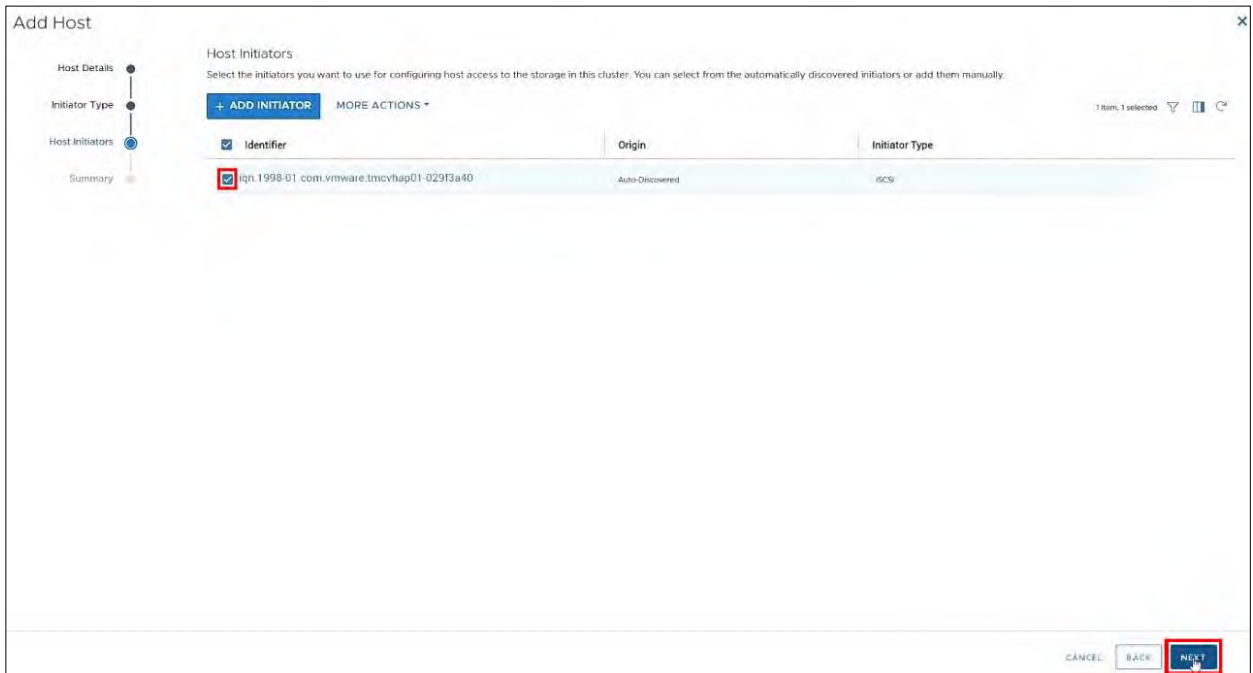 Add Host
Host Details
Initiator Type
Host Initiators
Summary
Host Initiators
Select the initiators you want to use for configuring host access to the storage in this cluster. You can select from the automatically discovered initiators or add them manually.
+ ADD INITIATOR MORE ACTIONS
1 item, 1 selected
Identifier Origin Initiator Type
iqn.1998-01.com.vmware:tmcvhap01-029f3a40 Auto-Discovered iSCSI
CANCEL BACK NEXT